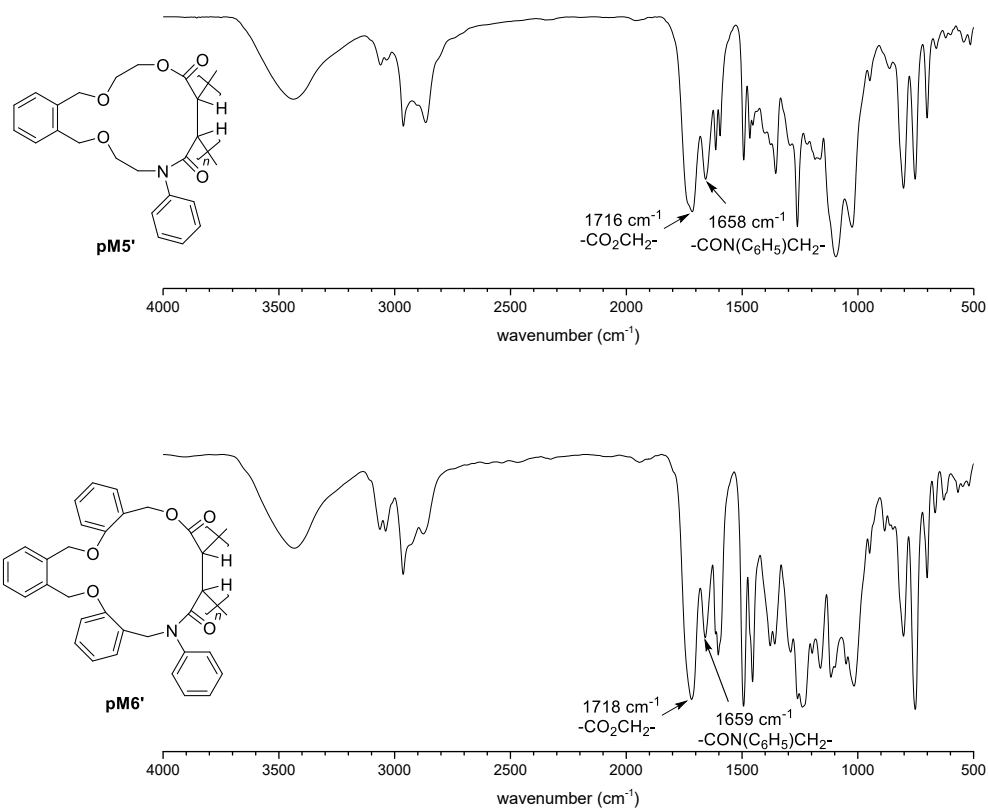 O
O
O
H
O
H
n
N
O
pM5'
1716 cm-1
-CO2CH2-
1658 cm-1
-CON(C6H5)CH2-
4000 3500 3000 2500 2000 1500 1000 500
wavenumber (cm-1)
O
O
O
H
O
H
n
N
O
pM6'
1718 cm-1
-CO2CH2-
1659 cm-1
-CON(C6H5)CH2-
4000 3500 3000 2500 2000 1500 1000 500
wavenumber (cm-1)